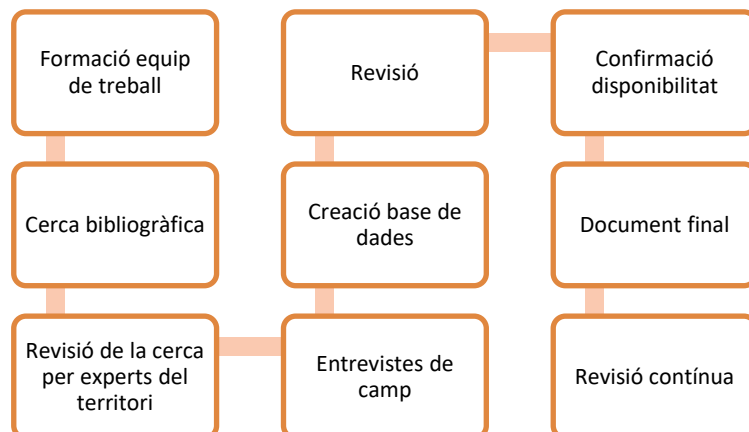 Formació equip
de treball
Cerca bibliogràfica
Revisió de la cerca
per experts del
territori
Entrevistes de
camp
Creació base de
dades
Revisió
Confirmació
disponibilitat
Document final
Revisió contínua